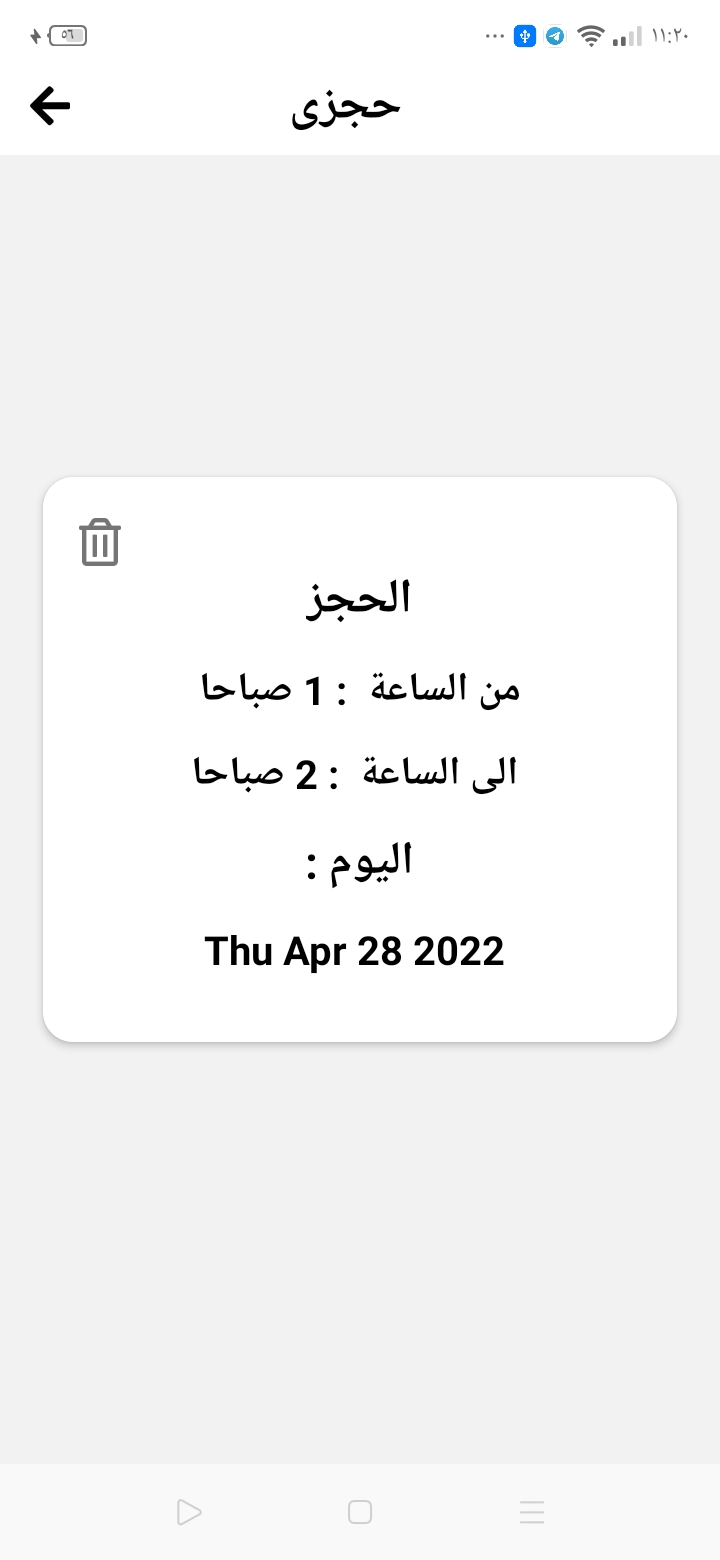 ١١:٢٠
٥٦
حجزى
الحجز
من الساعة : 1 صباحا
الى الساعة : 2 صباحا
اليوم :
Thu Apr 28 2022